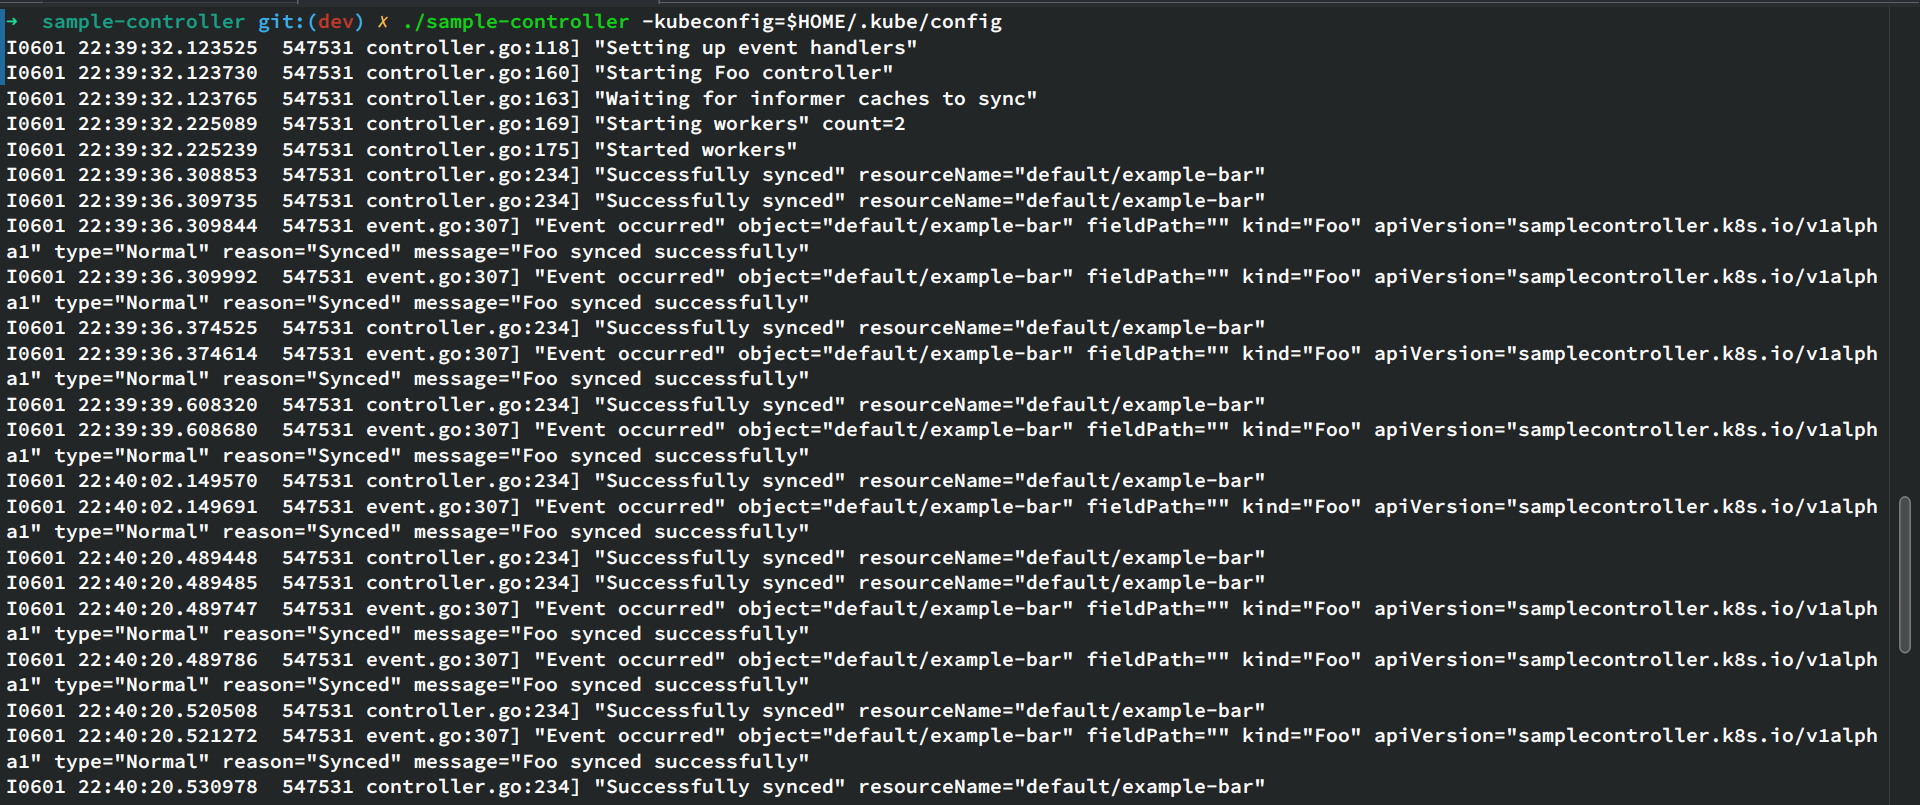 →  sample-controller git:(dev) ✗ ./sample-controller -kubeconfig=$HOME/.kube/config
I0601 22:39:32.123525  547531 controller.go:118] "Setting up event handlers"
I0601 22:39:32.123730  547531 controller.go:160] "Starting Foo controller"
I0601 22:39:32.123765  547531 controller.go:163] "Waiting for informer caches to sync"
I0601 22:39:32.225089  547531 controller.go:169] "Starting workers" count=2
I0601 22:39:32.225239  547531 controller.go:175] "Started workers"
I0601 22:39:36.308853  547531 controller.go:234] "Successfully synced" resourceName="default/example-bar"
I0601 22:39:36.309735  547531 controller.go:234] "Successfully synced" resourceName="default/example-bar"
I0601 22:39:36.309844  547531 event.go:307] "Event occurred" object="default/example-bar" fieldPath="" kind="Foo" apiVersion="samplecontroller.k8s.io/v1alph
a1" type="Normal" reason="Synced" message="Foo synced successfully"
I0601 22:39:36.309992  547531 event.go:307] "Event occurred" object="default/example-bar" fieldPath="" kind="Foo" apiVersion="samplecontroller.k8s.io/v1alph
a1" type="Normal" reason="Synced" message="Foo synced successfully"
I0601 22:39:36.374525  547531 controller.go:234] "Successfully synced" resourceName="default/example-bar"
I0601 22:39:36.374614  547531 event.go:307] "Event occurred" object="default/example-bar" fieldPath="" kind="Foo" apiVersion="samplecontroller.k8s.io/v1alph
a1" type="Normal" reason="Synced" message="Foo synced successfully"
I0601 22:39:39.608320  547531 controller.go:234] "Successfully synced" resourceName="default/example-bar"
I0601 22:39:39.608680  547531 event.go:307] "Event occurred" object="default/example-bar" fieldPath="" kind="Foo" apiVersion="samplecontroller.k8s.io/v1alph
a1" type="Normal" reason="Synced" message="Foo synced successfully"
I0601 22:40:02.149570  547531 controller.go:234] "Successfully synced" resourceName="default/example-bar"
I0601 22:40:02.149691  547531 event.go:307] "Event occurred" object="default/example-bar" fieldPath="" kind="Foo" apiVersion="samplecontroller.k8s.io/v1alph
a1" type="Normal" reason="Synced" message="Foo synced successfully"
I0601 22:40:20.489448  547531 controller.go:234] "Successfully synced" resourceName="default/example-bar"
I0601 22:40:20.489485  547531 controller.go:234] "Successfully synced" resourceName="default/example-bar"
I0601 22:40:20.489747  547531 event.go:307] "Event occurred" object="default/example-bar" fieldPath="" kind="Foo" apiVersion="samplecontroller.k8s.io/v1alph
a1" type="Normal" reason="Synced" message="Foo synced successfully"
I0601 22:40:20.489786  547531 event.go:307] "Event occurred" object="default/example-bar" fieldPath="" kind="Foo" apiVersion="samplecontroller.k8s.io/v1alph
a1" type="Normal" reason="Synced" message="Foo synced successfully"
I0601 22:40:20.520508  547531 controller.go:234] "Successfully synced" resourceName="default/example-bar"
I0601 22:40:20.521272  547531 event.go:307] "Event occurred" object="default/example-bar" fieldPath="" kind="Foo" apiVersion="samplecontroller.k8s.io/v1alph
a1" type="Normal" reason="Synced" message="Foo synced successfully"
I0601 22:40:20.530978  547531 controller.go:234] "Successfully synced" resourceName="default/example-bar"